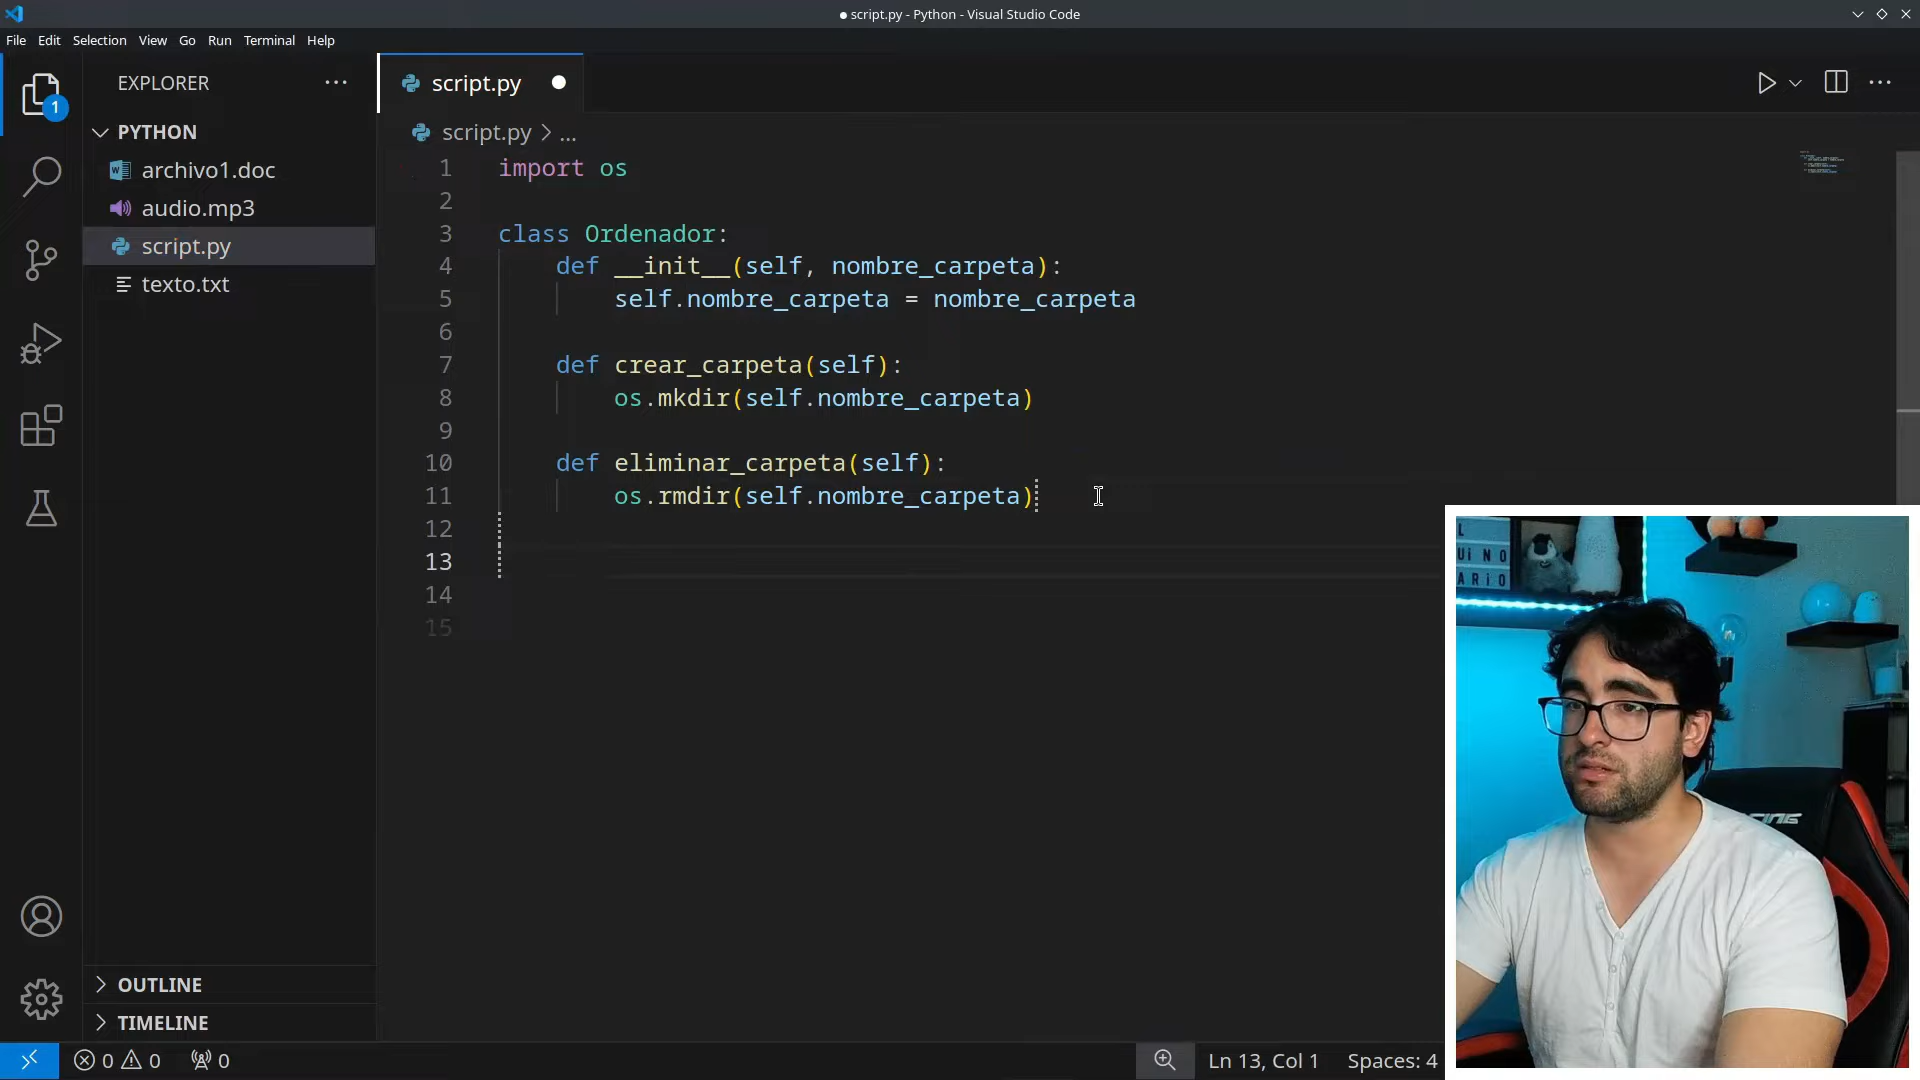 script.py - Python - Visual Studio Code
File Edit Selection View Go Run Terminal Help
EXPLORER
1
PYTHON
archivo1.doc
audio.mp3
script.py
texto.txt
OUTLINE
TIMELINE
script.py
script.py > ...
1 import os
2
3 class Ordenador:
4 def __init__(self, nombre_carpeta):
5 self.nombre_carpeta = nombre_carpeta
6
7 def crear_carpeta(self):
8 os.mkdir(self.nombre_carpeta)
9
10 def eliminar_carpeta(self):
11 os.rmdir(self.nombre_carpeta)
12
13
14
15
0 0 0
Ln 13, Col 1 Spaces: 4